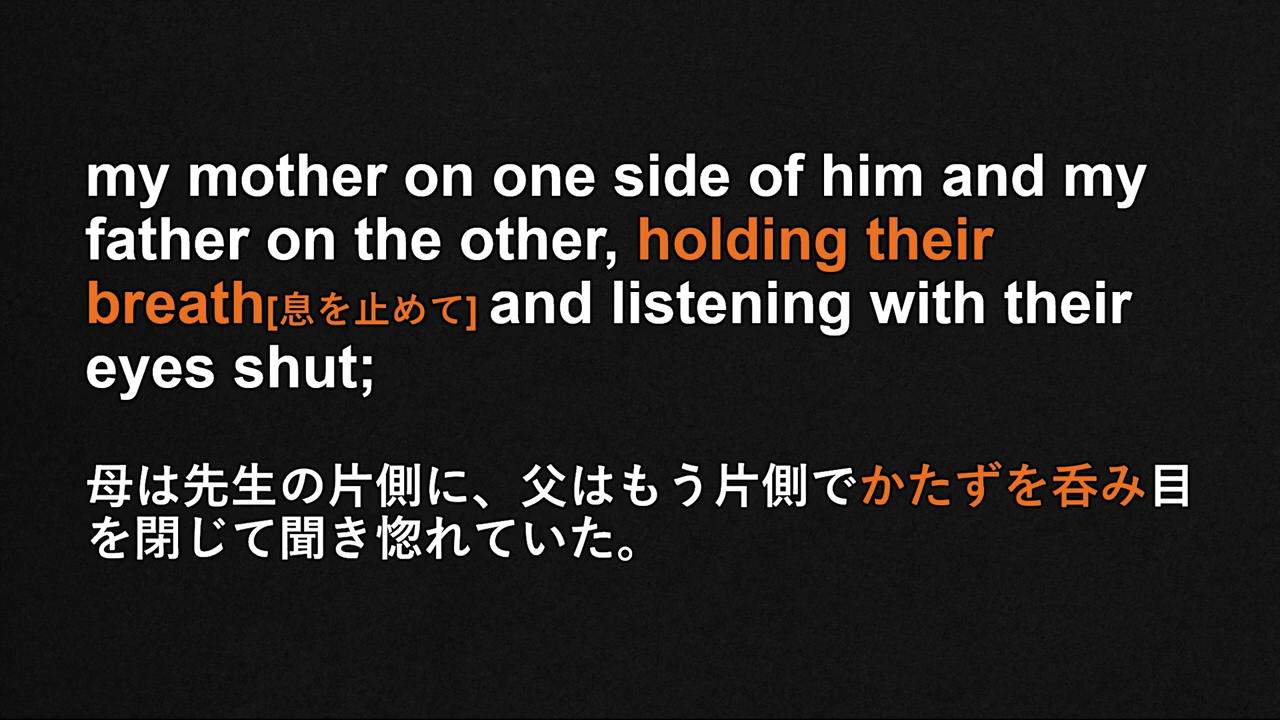 my mother on one side of him and my
father on the other, holding their
breath[息を止めて] and listening with their
eyes shut;
母は先生の片側に、父はもう片側でかたずを呑み目
を閉じて聞き惚れていた。